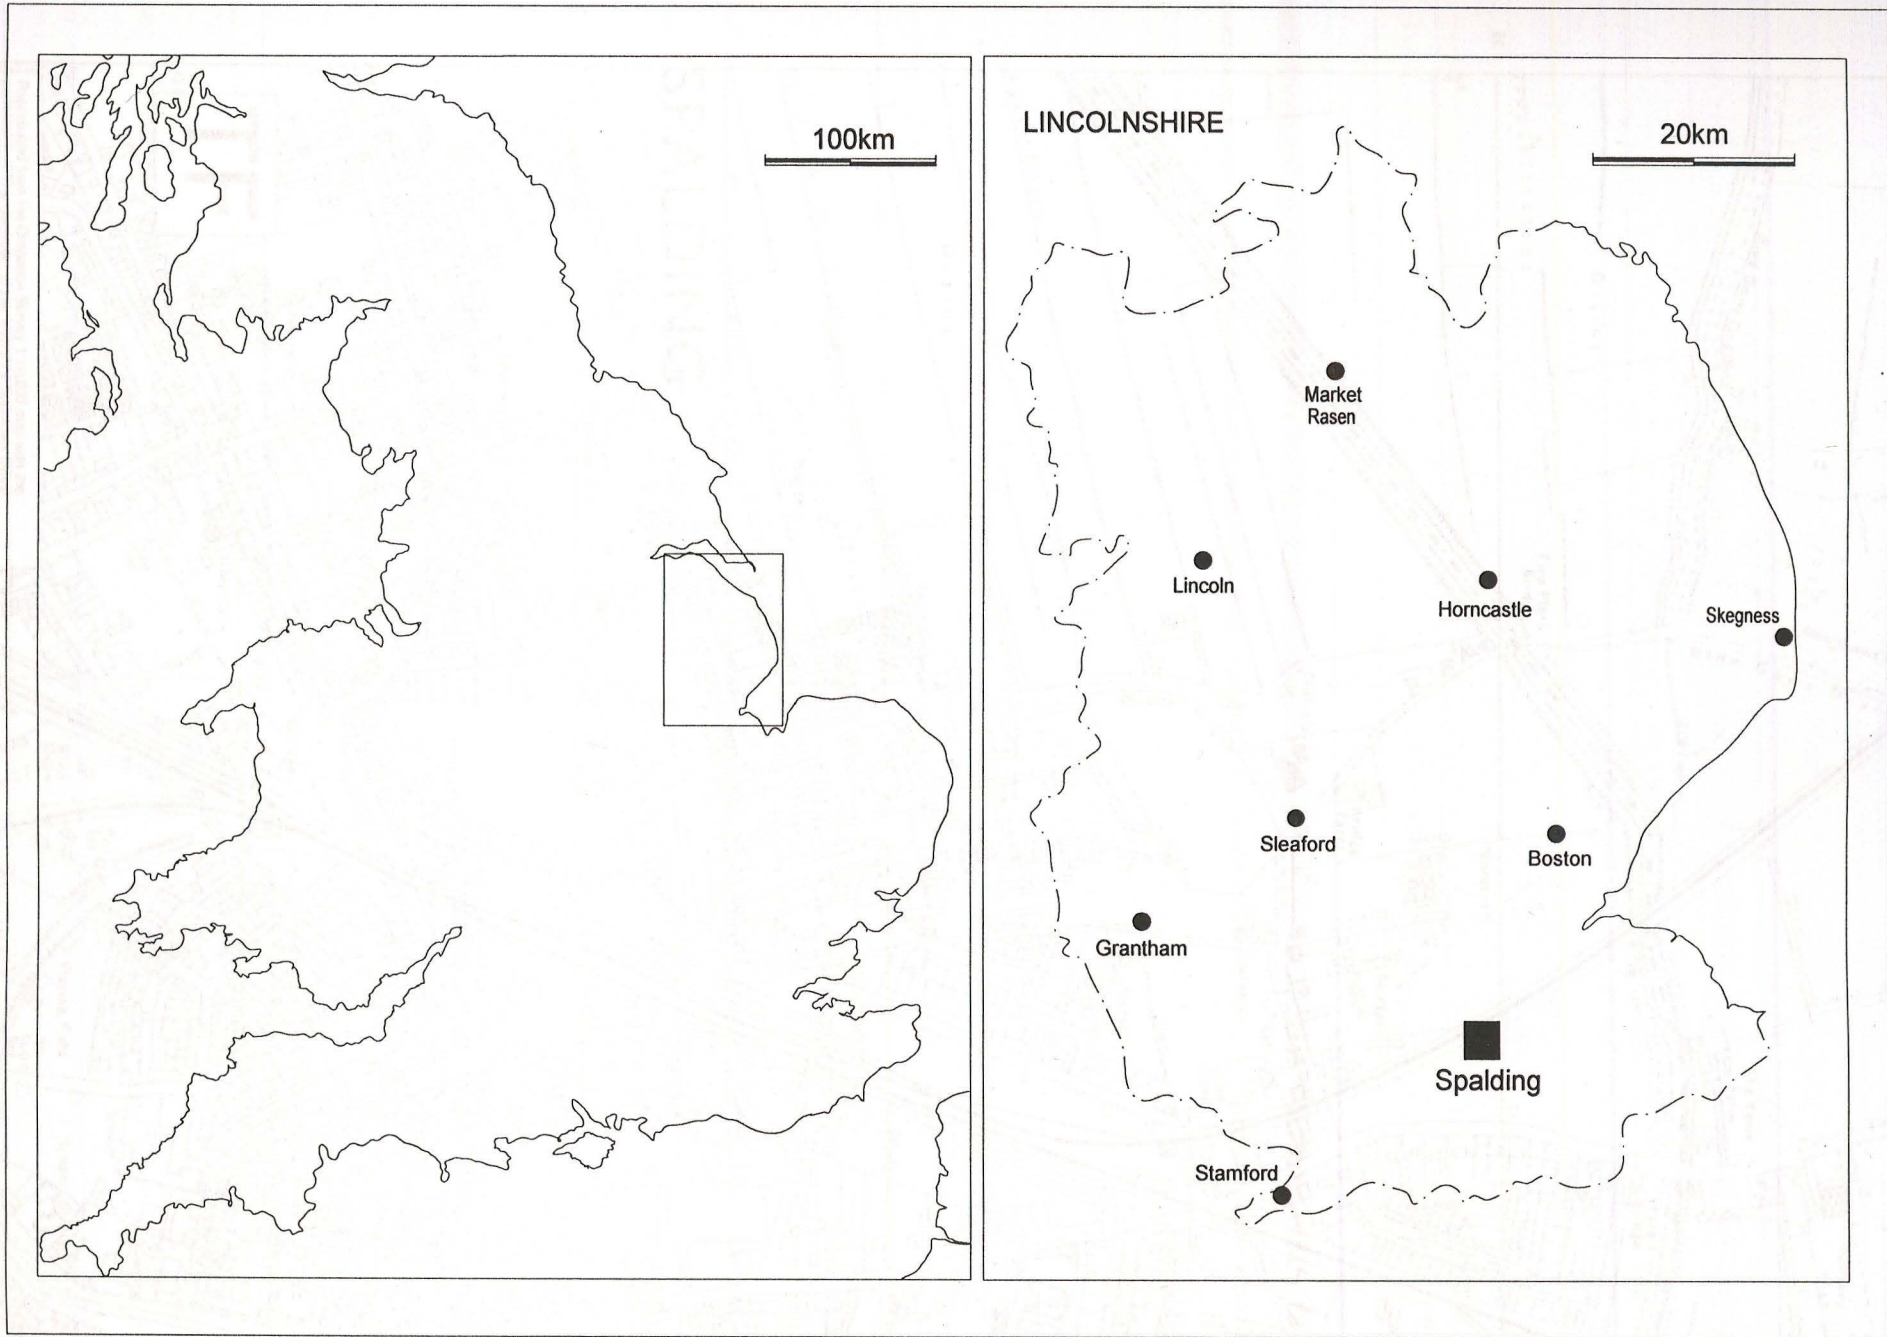 100km
LINCOLNSHIRE
20km
Market
Rasen
Lincoln
Horncastle
Skegness
Sleaford
Boston
Grantham
Spalding
Stamford